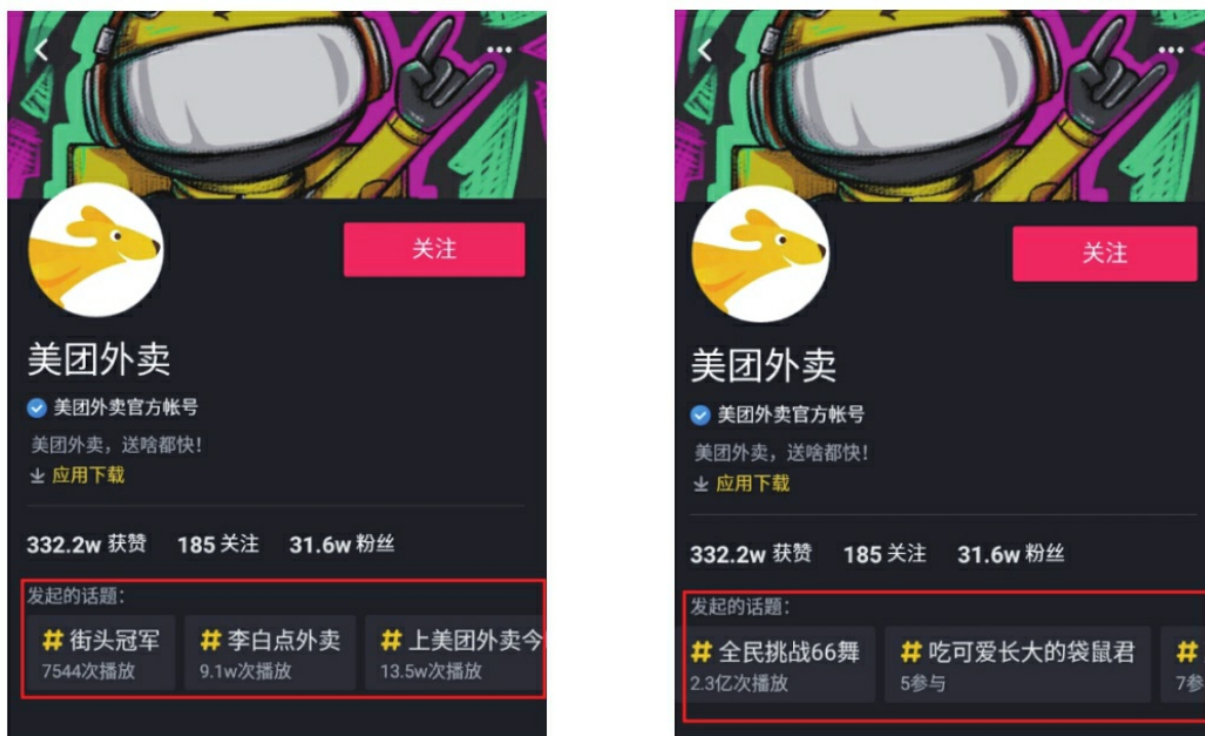 关注
美团外卖
美团外卖官方帐号
美团外卖，送啥都快！
应用下载
332.2w 获赞 185 关注 31.6w 粉丝
发起的话题：
# 街头冠军 # 李白点外卖 # 上美团外卖今
7544次播放 9.1w次播放 13.5w次播放
关注
美团外卖
美团外卖官方帐号
美团外卖，送啥都快！
应用下载
332.2w 获赞 185 关注 31.6w 粉丝
发起的话题：
# 全民挑战66舞 # 吃可爱长大的袋鼠君 #
2.3亿次播放 5参与 7参